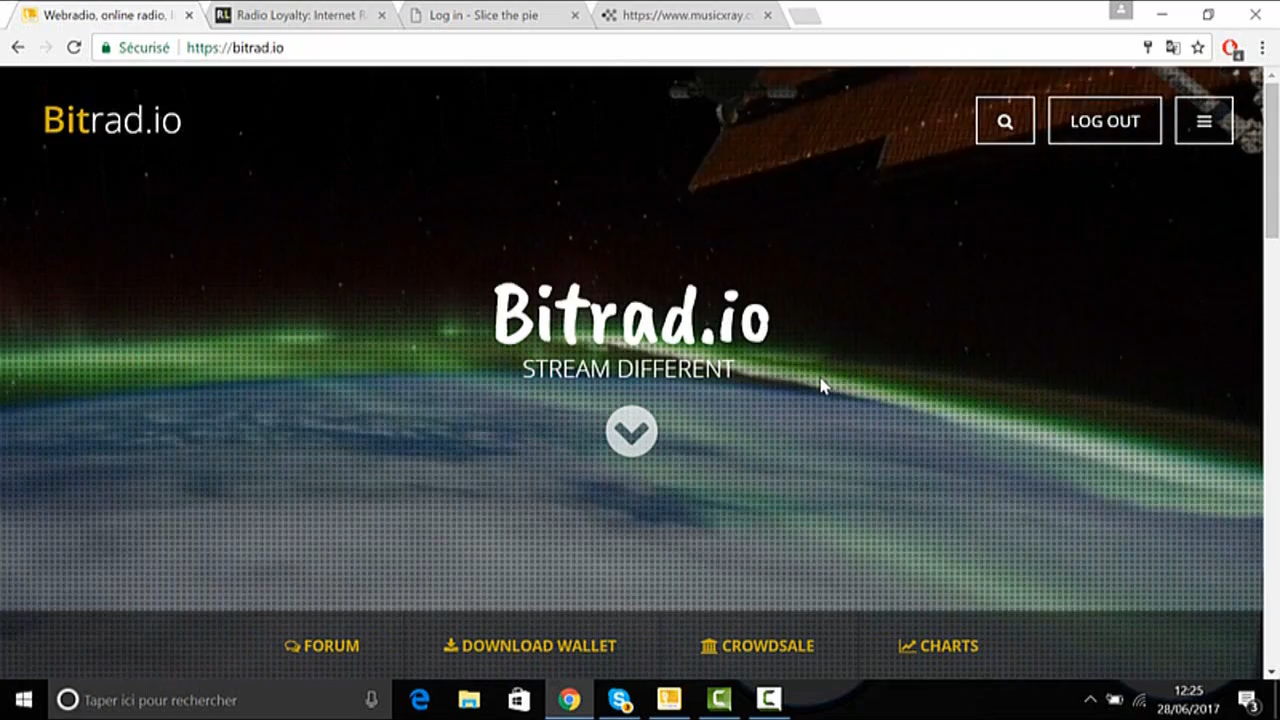 Webradio, online radio, i
Radio Loyalty: Internet R
Log in - Slice the pie
https://www.musicxray.c
Sécurisé
https://bitrad.io
4
Bitrad.io
LOG OUT
Bitrad.io
STREAM DIFFERENT
FORUM
DOWNLOAD WALLET
CROWDSALE
CHARTS
Taper ici pour rechercher
12:25
28/06/2017
3